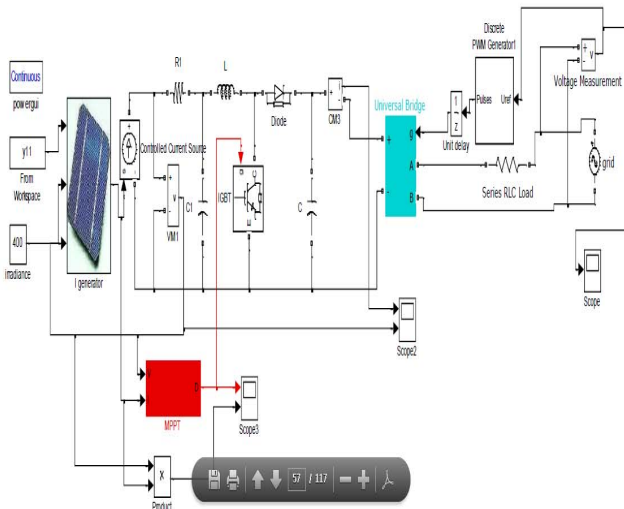 Continuous
powergui
y11
From
Workspace
400
irradiance
I generator
Controlled Current Source
R1
L
VM1
C1
IGBT
Diode
C
CM3
Universal Bridge
g
A
B
Unit delay
1
Z
Discrete
PWM Generator1
Pulses
Uref
Voltage Measurement
v
Series RLC Load
grid
Scope
Scope2
Scope3
MPPT
Product
57 / 117